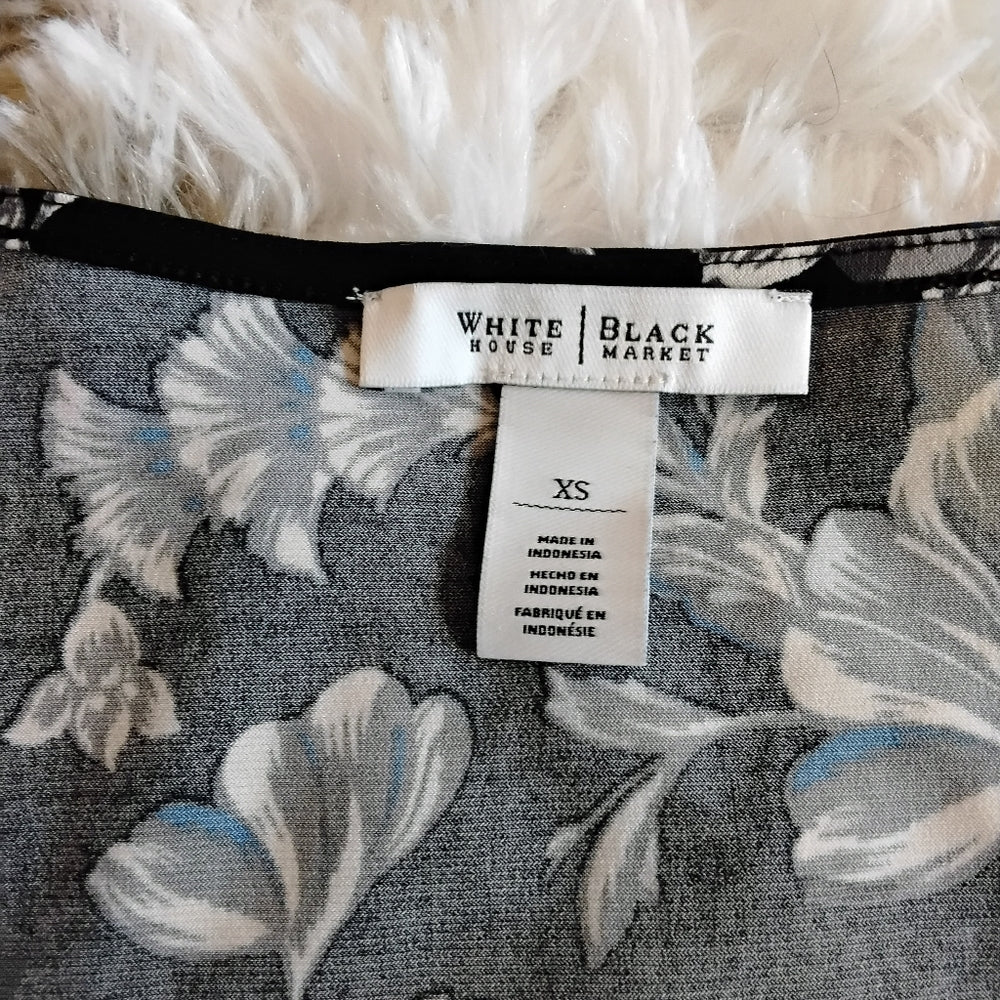 WHITE | BLACK
HOUSE | MARKET
XS
MADE IN
INDONESIA
HECHO EN
INDONESIA
FABRIQUÉ EN
INDONÉSIE